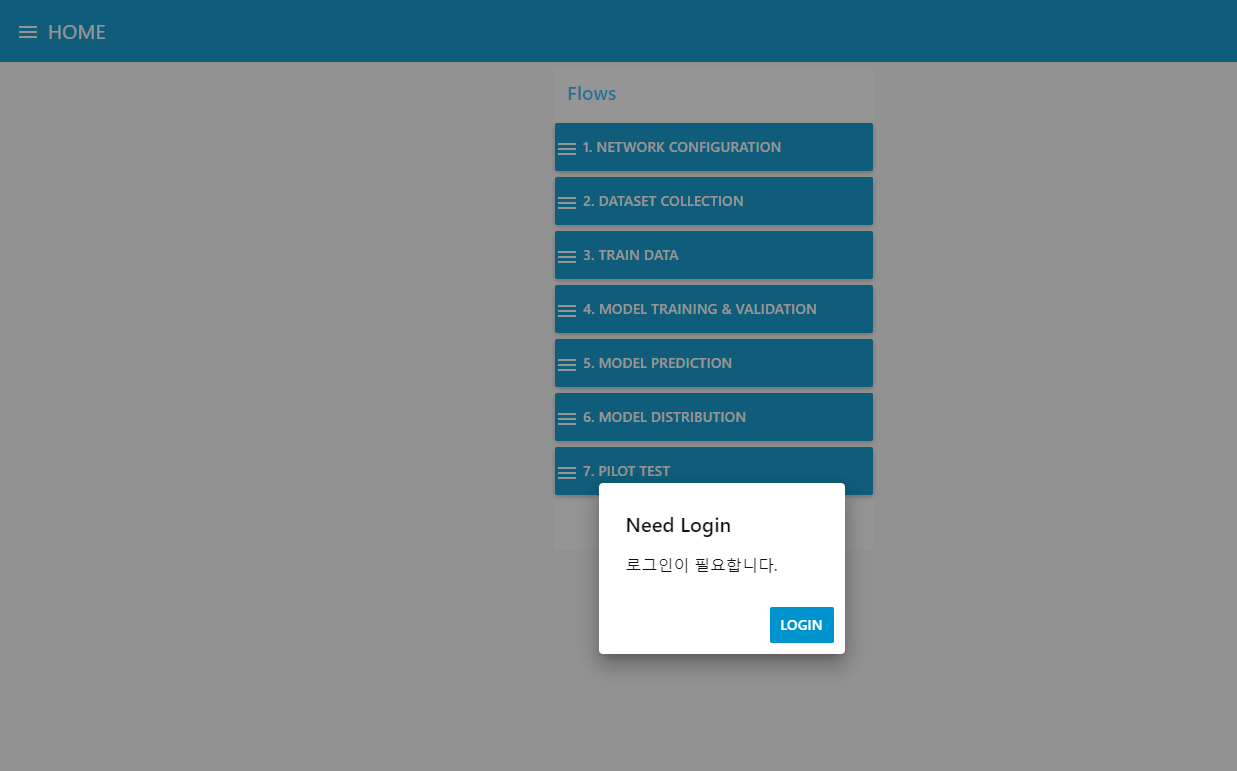 HOME
Flows
1. NETWORK CONFIGURATION
2. DATASET COLLECTION
3. TRAIN DATA
4. MODEL TRAINING & VALIDATION
5. MODEL PREDICTION
6. MODEL DISTRIBUTION
7. PILOT TEST
Need Login
로그인이 필요합니다.
LOGIN